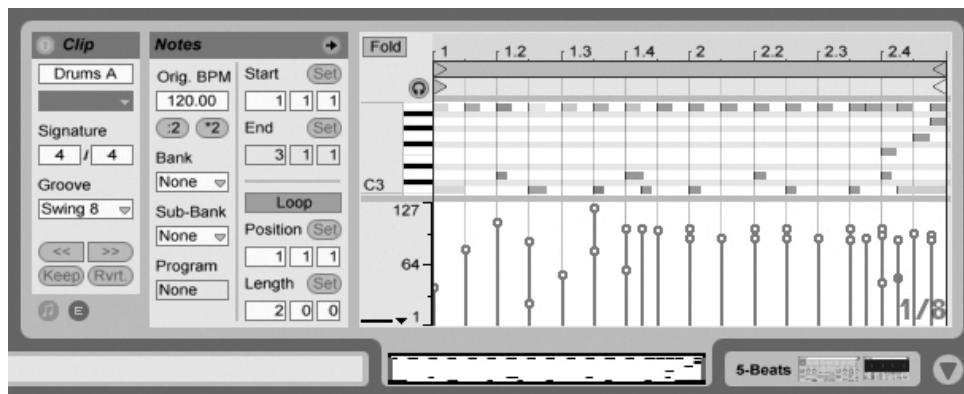 Clip
Drums A
Signature
4 / 4
Groove
Swing 8
<< >>
Keep Rvrt.
E
Notes
Orig. BPM
120.00
:2 *2
Bank
None
Sub-Bank
None
Program
None
Start Set
1 1 1
End Set
3 1 1
Loop
Position Set
1 1 1
Length Set
2 0 0
Fold
1 1.2 1.3 1.4 2 2.2 2.3 2.4
C3
127
64
1
1/8
5-Beats